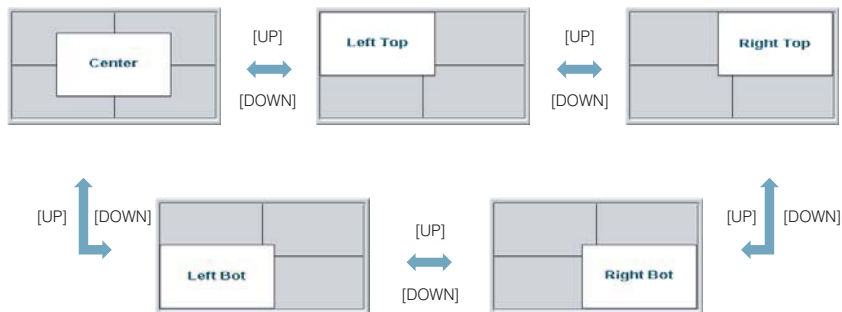 [UP]
[UP]
Center
Left Top
Right Top
[DOWN]
[DOWN]
[UP]
[DOWN]
[UP]
[UP]
[DOWN]
Left Bot
Right Bot
[DOWN]